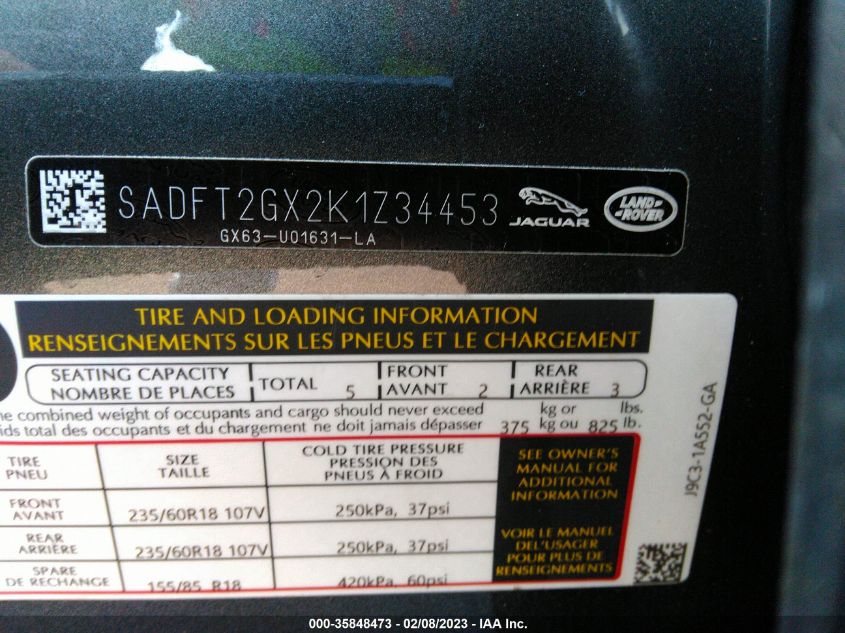 SADFT2GX2K1Z34453
JAGUAR
LAND-
-ROVER
GX63-U01631-LA
TIRE AND LOADING INFORMATION
RENSEIGNEMENTS SUR LES PNEUS ET LE CHARGEMENT
SEATING CAPACITY
NOMBRE DE PLACES
TOTAL 5
FRONT
AVANT 2
REAR
ARRIÈRE 3
combined weight of occupants and cargo should never exceed kg or lbs.
total des occupants et du chargement ne doit jamais dépasser 375 kg ou 825 lb.
TIRE
PNEU
SIZE
TAILLE
COLD TIRE PRESSURE
PRESSION DES
PNEUS À FROID
SEE OWNER'S
MANUAL FOR
ADDITIONAL
INFORMATION
FRONT
AVANT
235/60R18 107V
250kPa, 37psi
REAR
ARRIÈRE
235/60R18 107V
250kPa, 37psi
VOIR LE MANUEL
DEL'USAGER
POUR PLUS DE
RENSEIGNEMENTS
SPARE
DE RECHANGE
155/85 R18
420kPa, 60psi
J9C3-1A552-GA
000-35848473 - 02/08/2023 - IAA Inc.